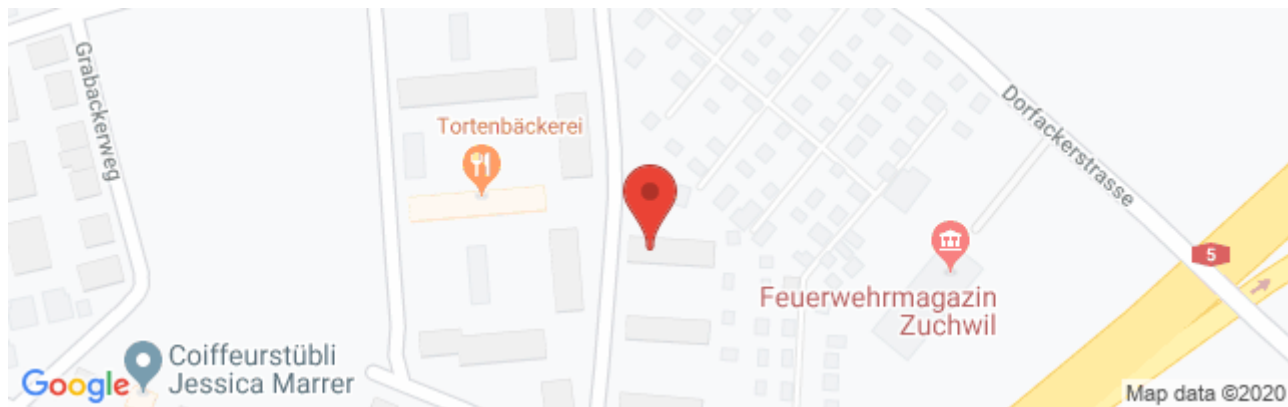 Grabackerweg
Tortenbäckerei
Dorfackerstrasse
5
Feuerwehrmagazin
Zuchwil
Coiffeurstübli
Jessica Marrer
Google
Map data ©2020